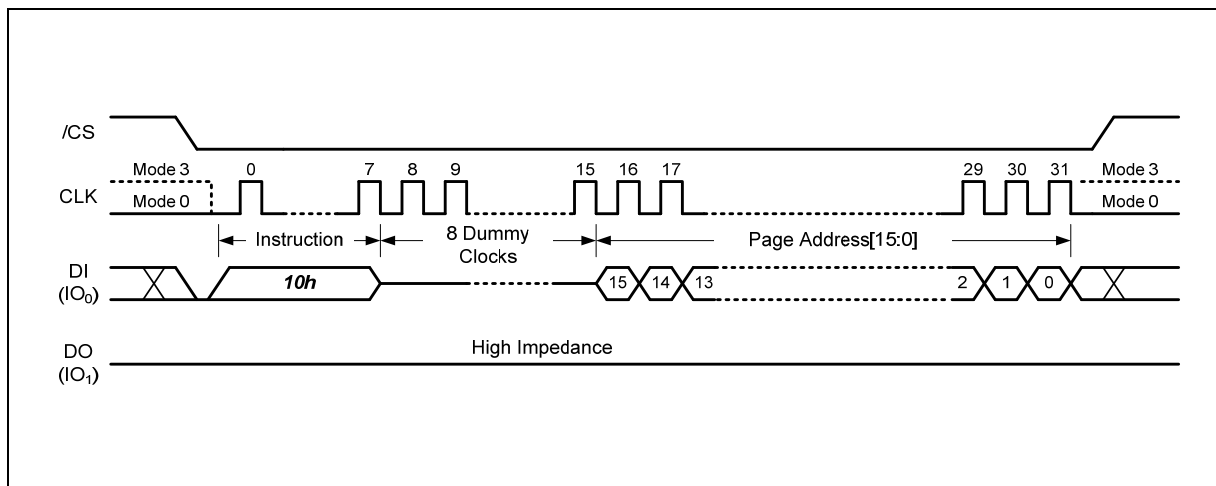 /CS
Mode 3 0 7 8 9 15 16 17 29 30 31 Mode 3
CLK
Mode 0 Mode 0
Instruction 8 Dummy Clocks Page Address[15:0]
DI
(IO₀)
10h 15 14 13 2 1 0
DO
(IO₁)
High Impedance